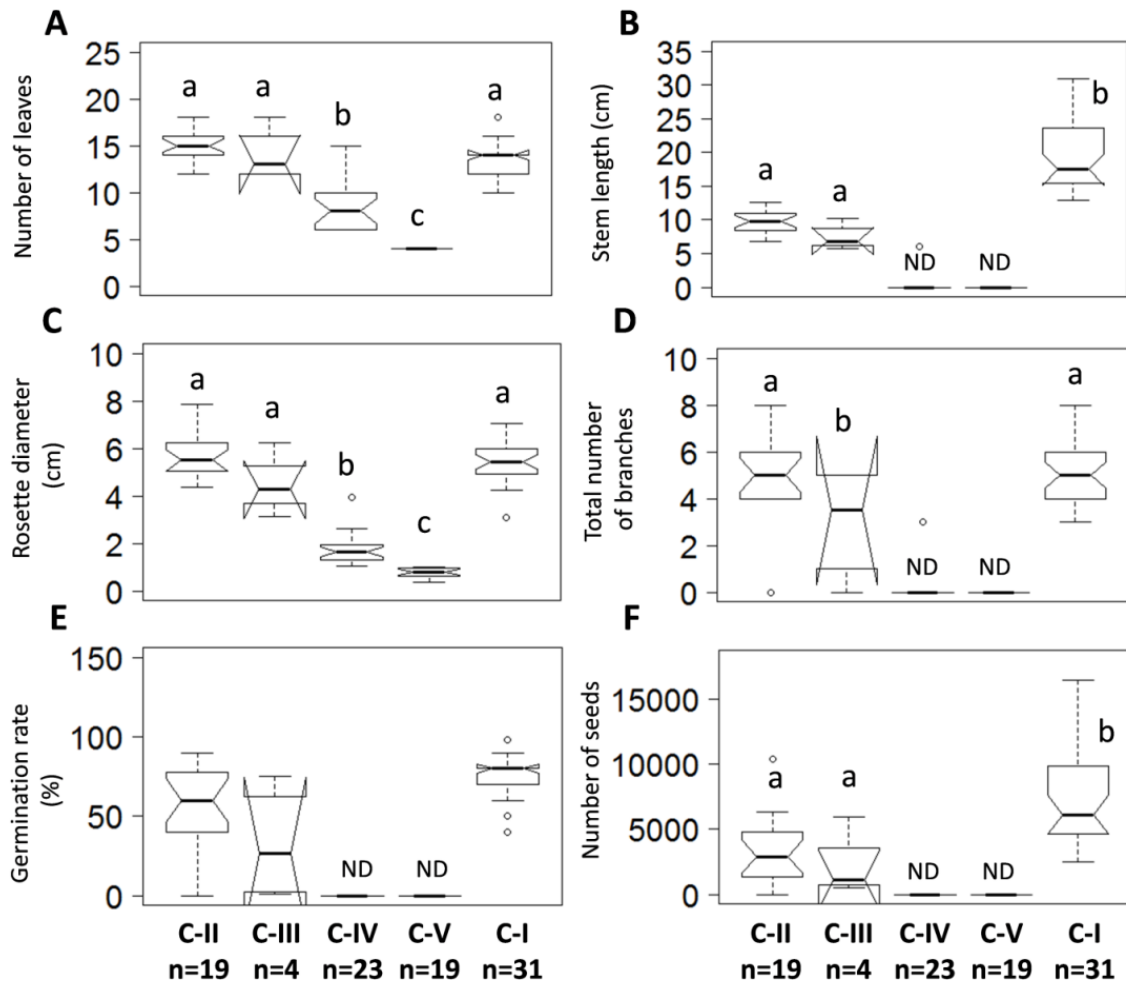 A
Number of leaves
25
20
15
10
5
0
a
a
b
c
a
B
Stem length (cm)
35
30
25
20
15
10
5
0
a
a
ND
ND
b
C
Rosette diameter
(cm)
10
8
6
4
2
0
a
a
b
c
a
D
Total number
of branches
10
8
6
4
2
0
a
b
ND
ND
a
E
Germination rate
(%)
150
100
50
0
ND
ND
C-II
C-III
C-IV
C-V
C-I
n=19
n=4
n=23
n=19
n=31
F
Number of seeds
15000
10000
5000
0
a
a
ND
ND
b
C-II
C-III
C-IV
C-V
C-I
n=19
n=4
n=23
n=19
n=31